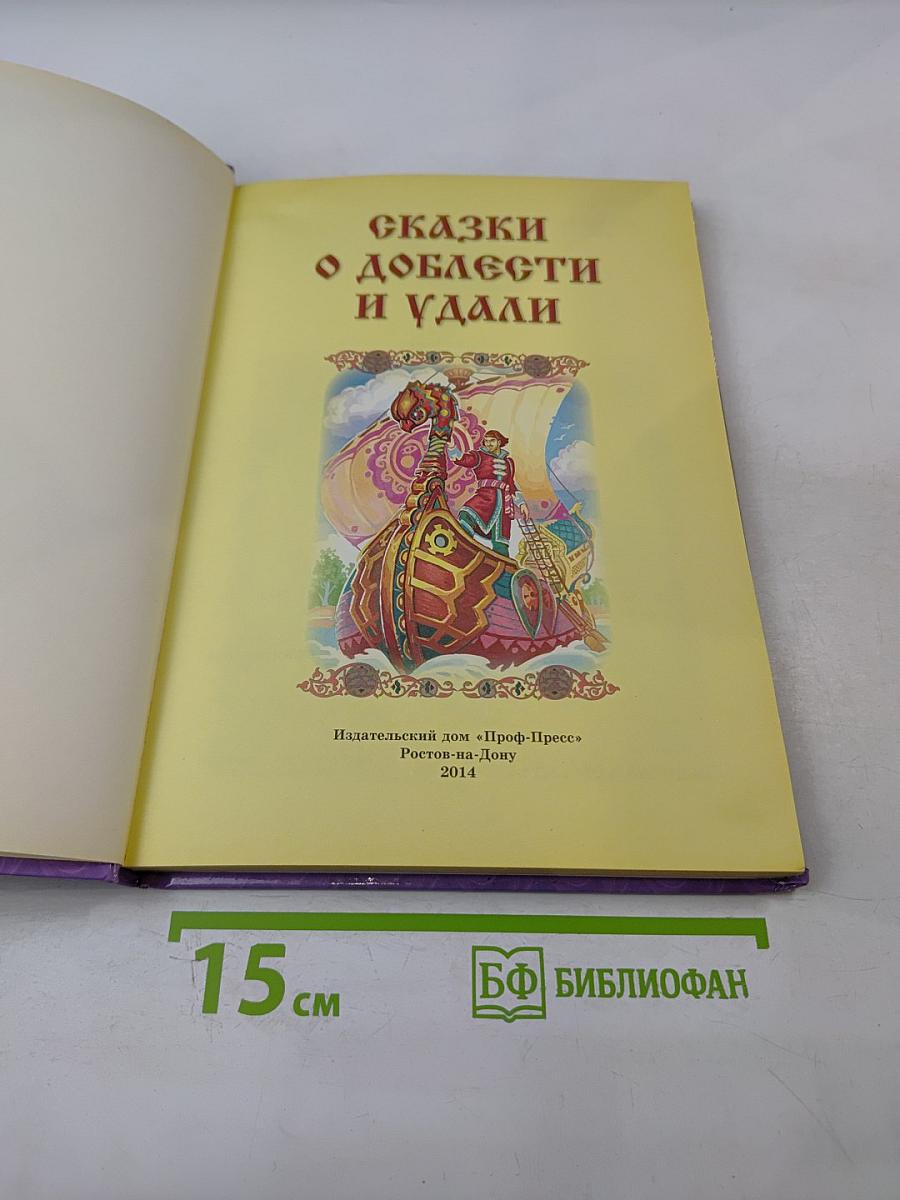 СКАЗКИ
О ДОБЛЕСТИ
И УДАЛИ
Издательский дом «Проф-Пресс»
Ростов-на-Дону
2014
15 см
БФ БИБЛИОФАН